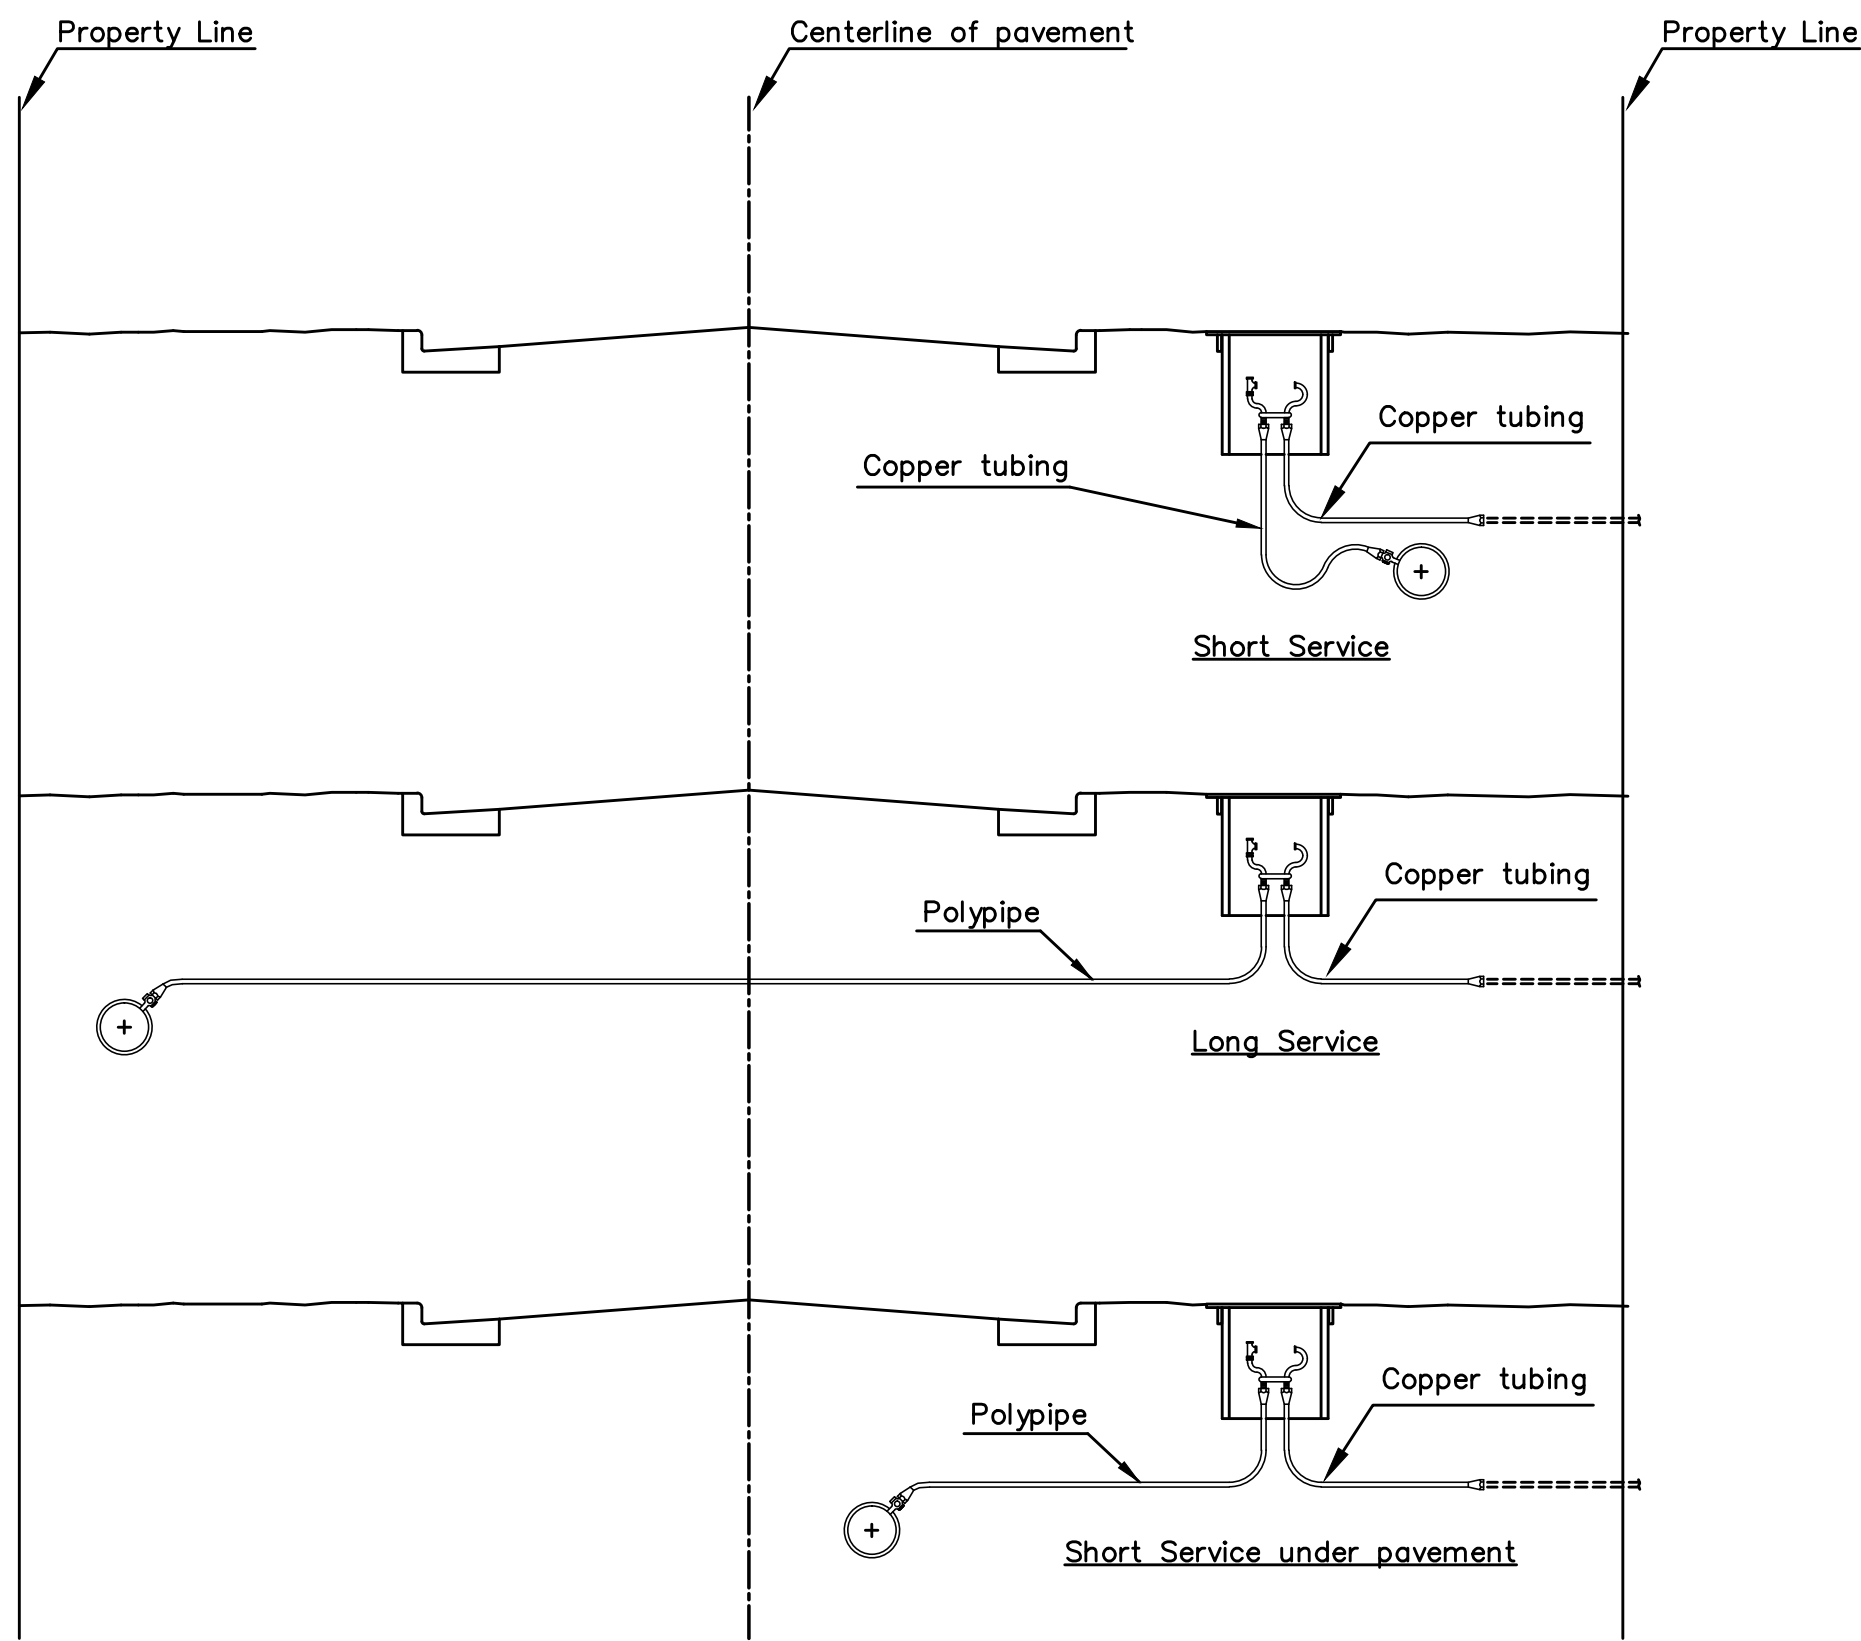 Property Line
Centerline of pavement
Property Line
Copper tubing
Copper tubing
Short Service
Copper tubing
Polypipe
Long Service
Copper tubing
Polypipe
Short Service under pavement